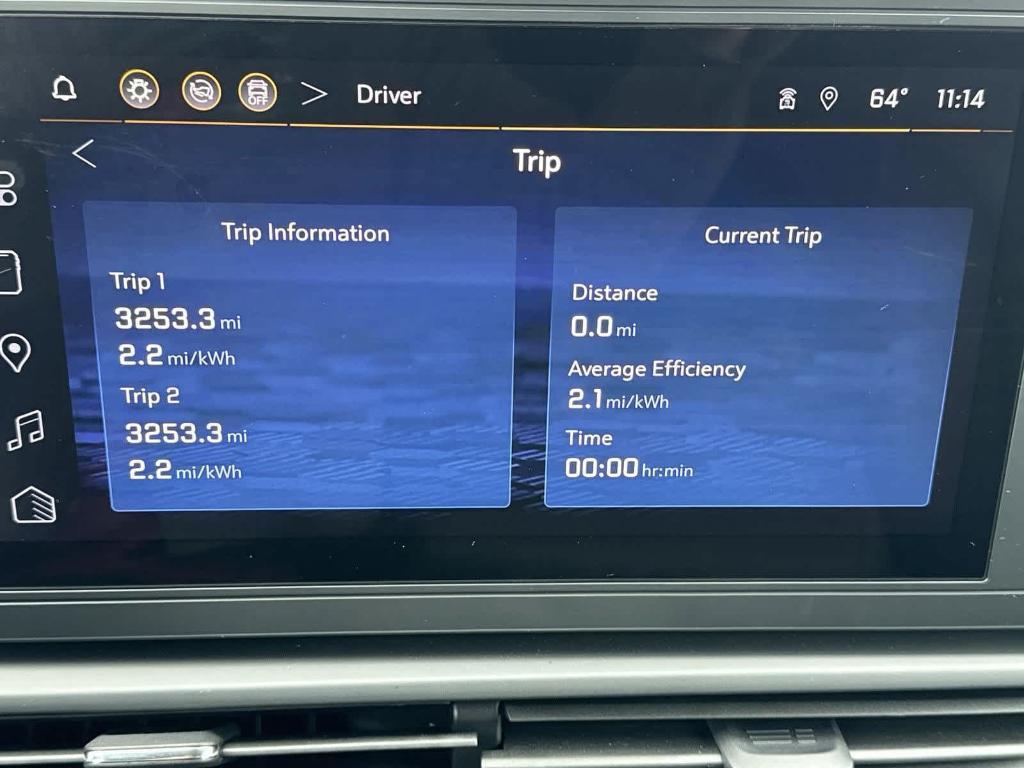 OFF
Driver
64° 11:14
Trip
Trip Information
Trip 1
3253.3 mi
2.2 mi/kWh
Trip 2
3253.3 mi
2.2 mi/kWh
Current Trip
Distance
0.0 mi
Average Efficiency
2.1 mi/kWh
Time
00:00 hr:min